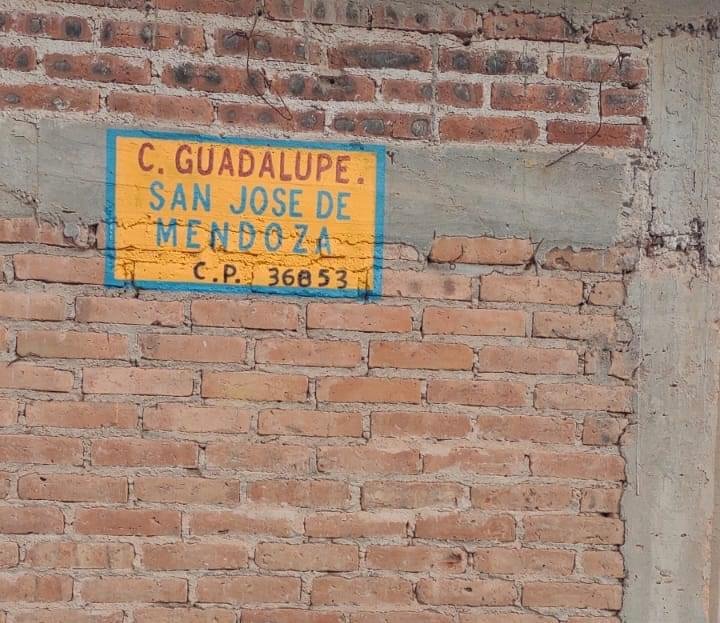 C. GUADALUPE.
SAN JOSE DE
MENDOZA
C.P. 36853